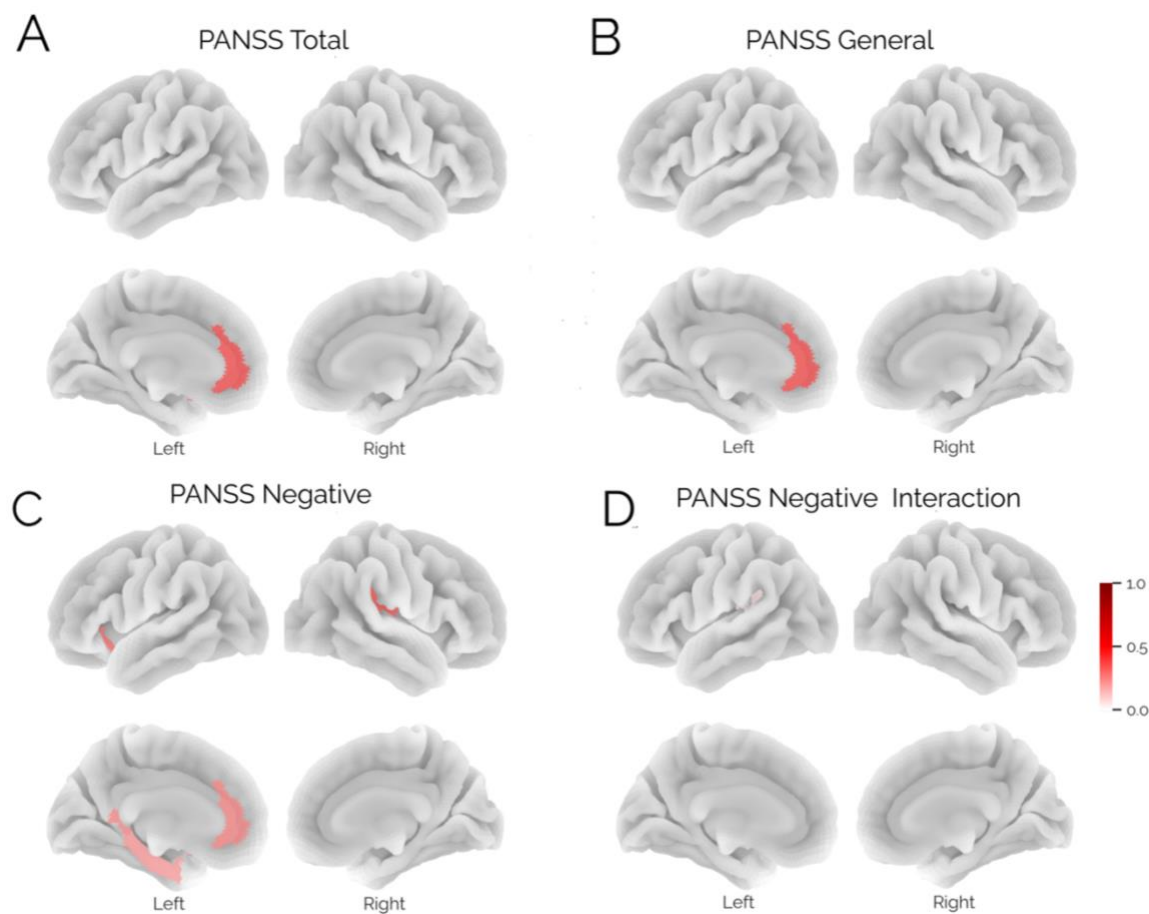 A
PANSS Total
B
PANSS General
Left
Right
Left
Right
C
PANSS Negative
D
PANSS Negative Interaction
1.0
0.5
0.0
Left
Right
Left
Right